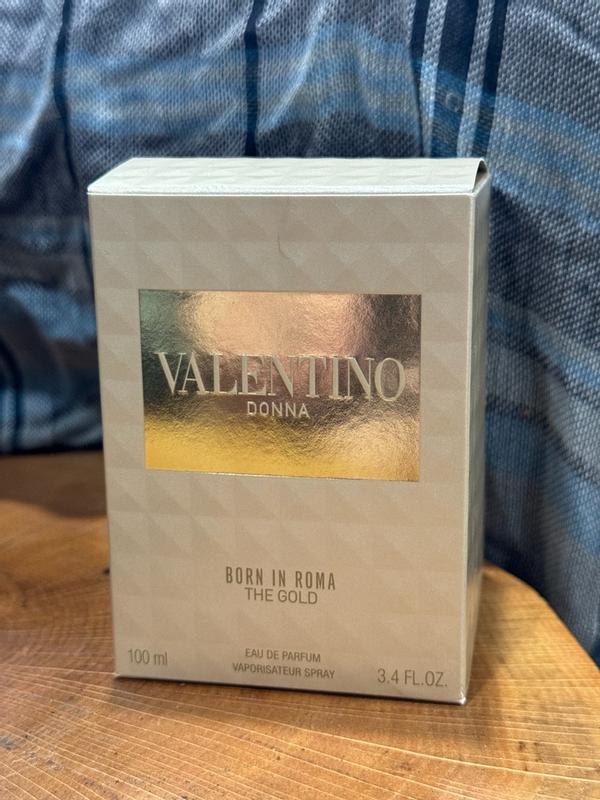 VALENTINO
DONNA
BORN IN ROMA
THE GOLD
100 ml
EAU DE PARFUM
VAPORISATEUR SPRAY
3.4 FL.OZ.